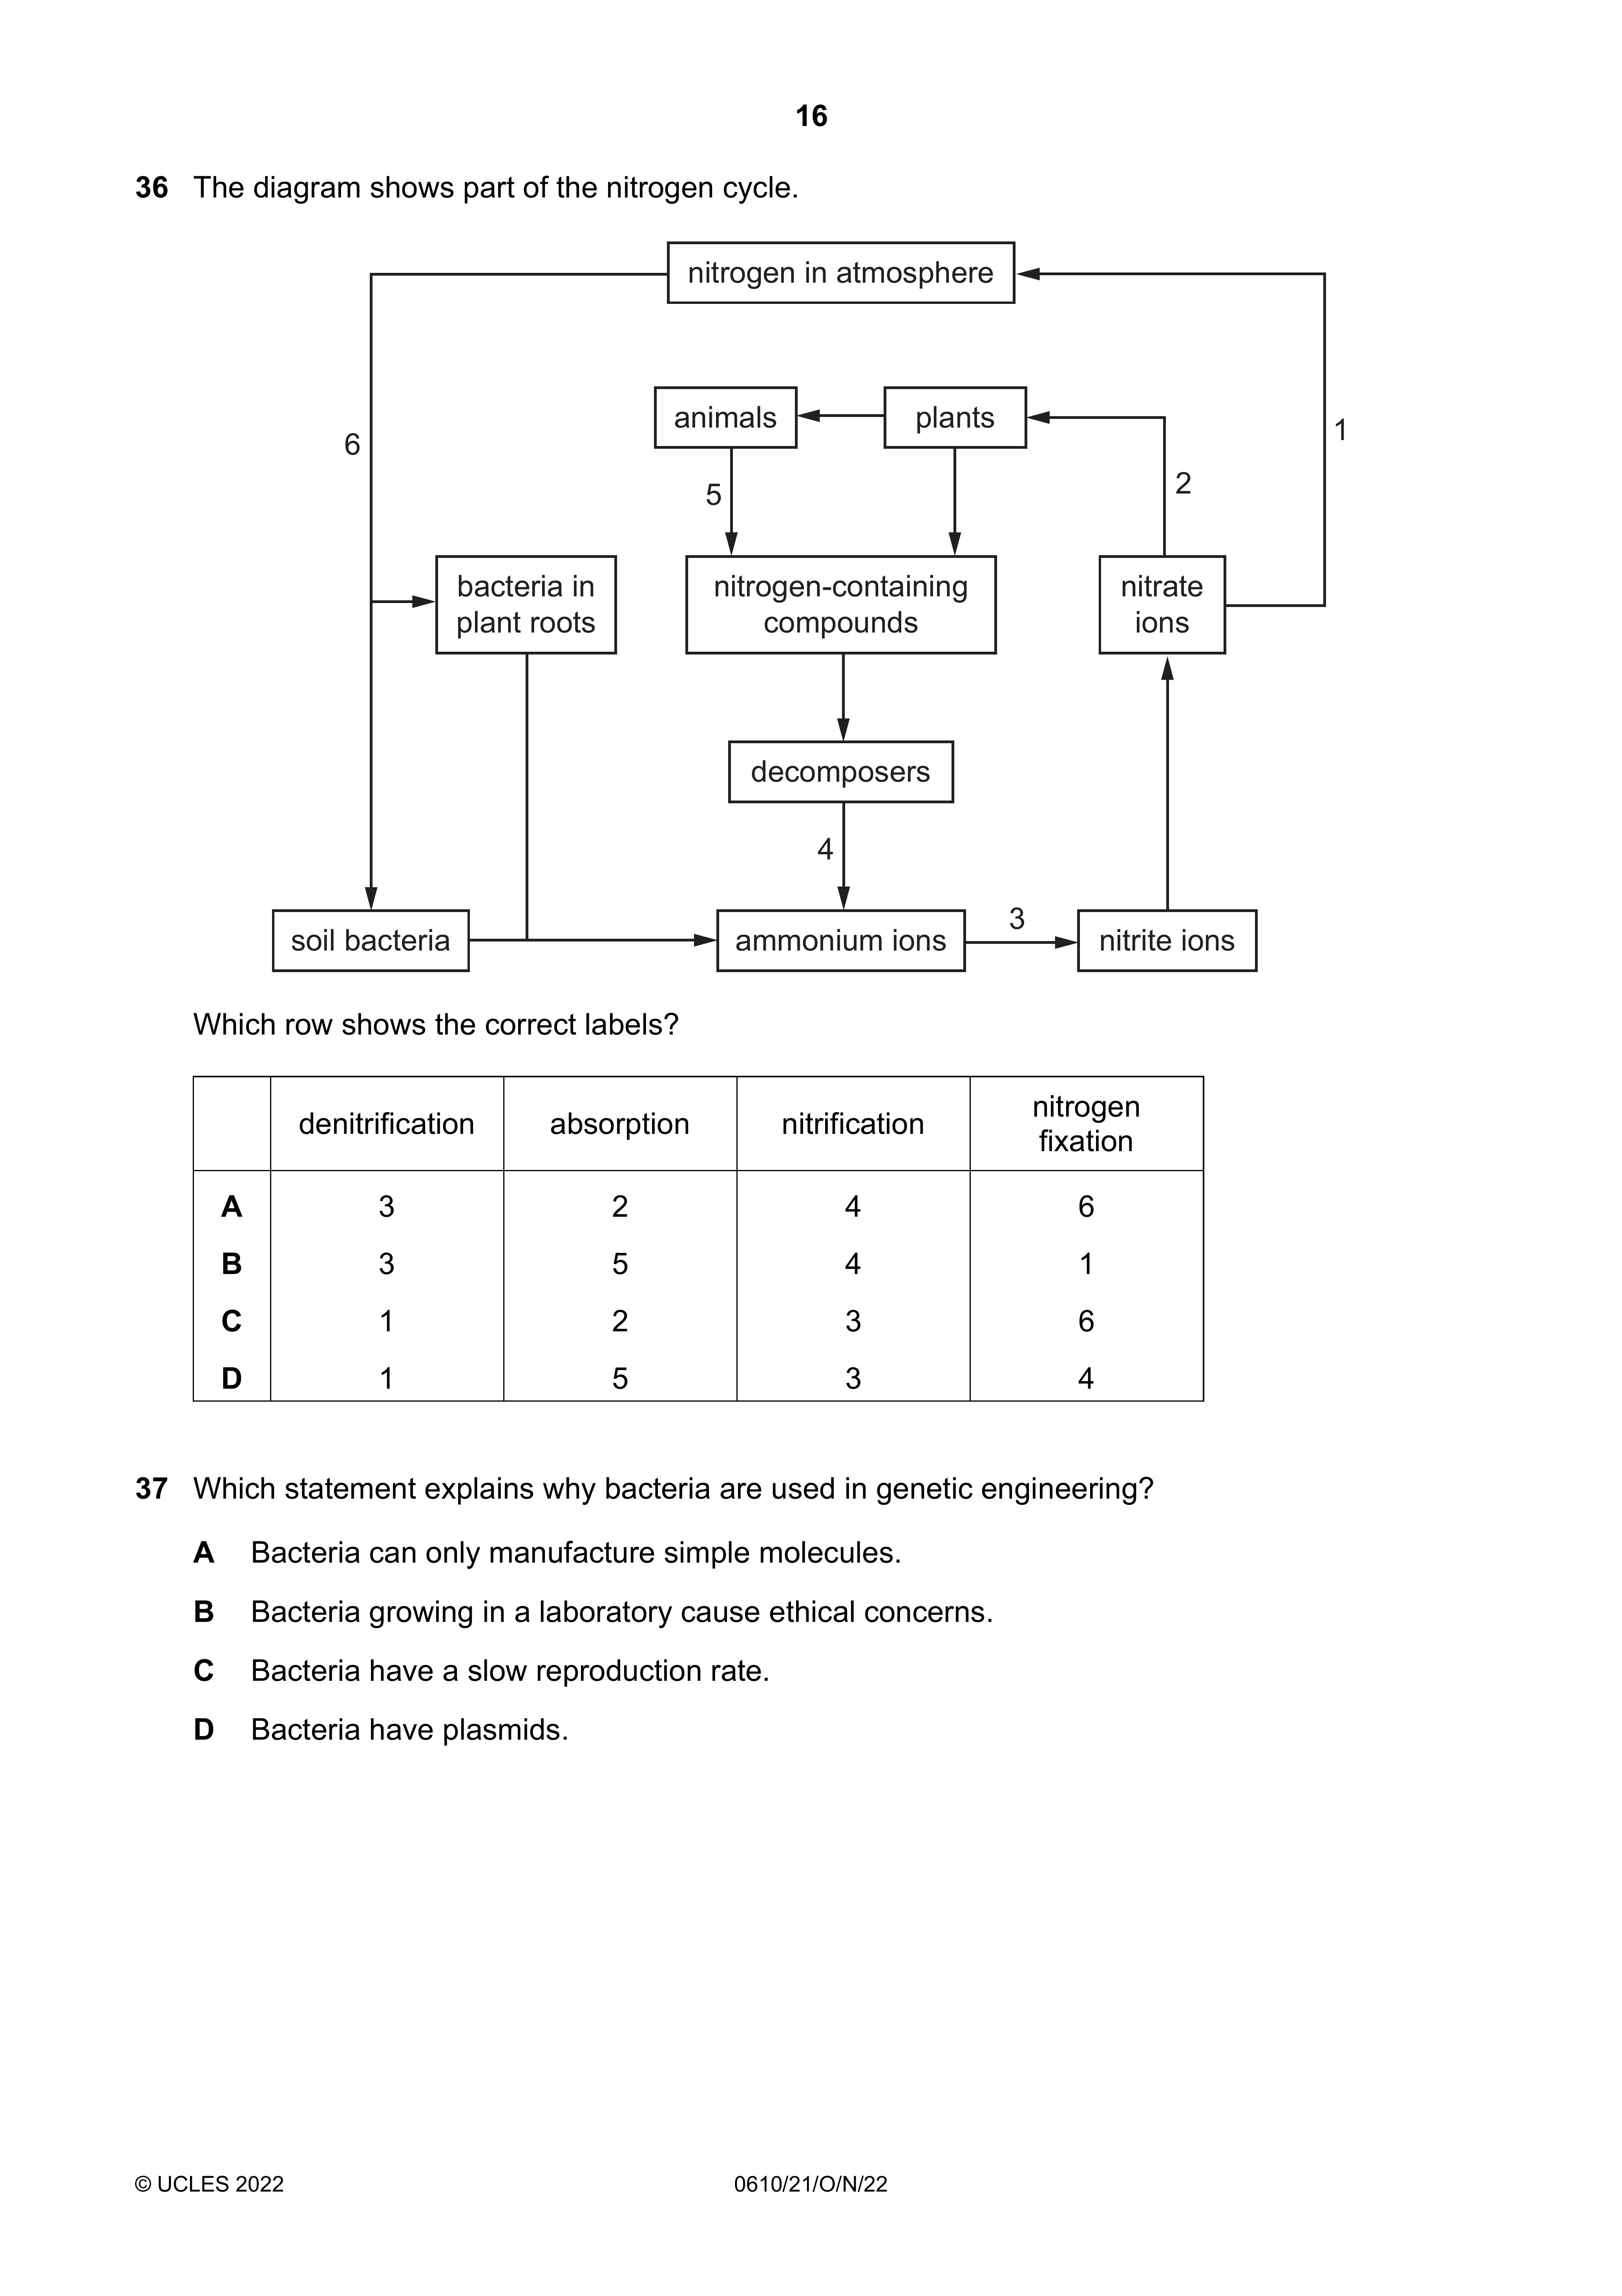 16
36 The diagram shows part of the nitrogen cycle.
nitrogen in atmosphere
animals
plants
1
6
2
5
bacteria in
plant roots
nitrogen-containing
compounds
nitrate
ions
decomposers
4
3
soil bacteria
ammonium ions
nitrite ions
Which row shows the correct labels?
denitrification absorption nitrification nitrogen
fixation
A 3 2 4 6
B 3 5 4 1
C 1 2 3 6
D 1 5 3 4
37 Which statement explains why bacteria are used in genetic engineering?
A Bacteria can only manufacture simple molecules.
B Bacteria growing in a laboratory cause ethical concerns.
C Bacteria have a slow reproduction rate.
D Bacteria have plasmids.
© UCLES 2022 0610/21/O/N/22